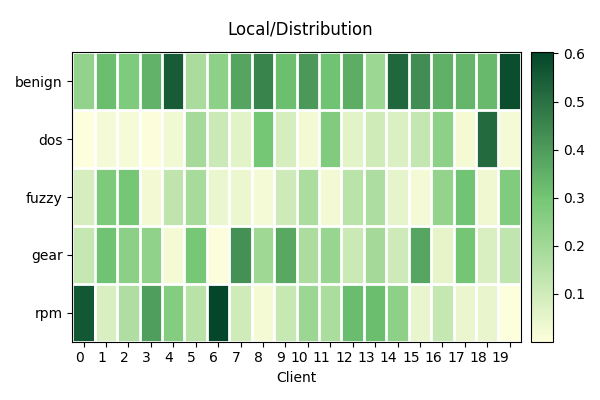 Local/Distribution
benign
dos
fuzzy
gear
rpm
0 1 2 3 4 5 6 7 8 9 10 11 12 13 14 15 16 17 18 19
Client
0.6
0.5
0.4
0.3
0.2
0.1